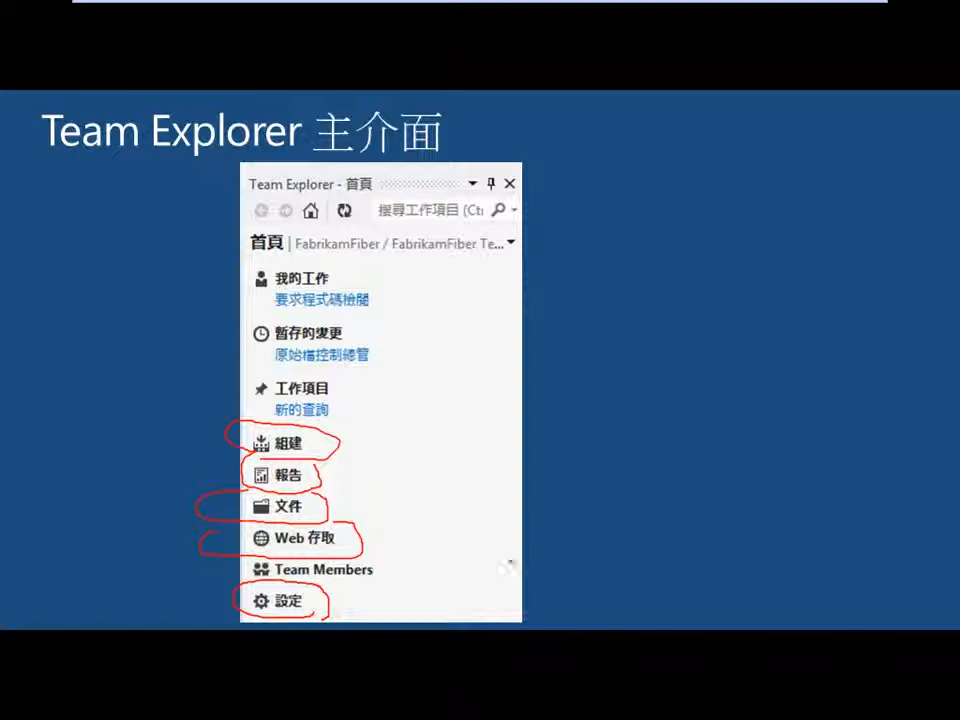 Team Explorer 主介面
Team Explorer - 首頁
搜尋工作項目 (Ctr
首頁 | FabrikamFiber / FabrikamFiber Te...
我的工作
要求程式碼檢閱
暫存的變更
原始檔控制總管
工作項目
新的查詢
組建
報告
文件
Web 存取
Team Members
設定